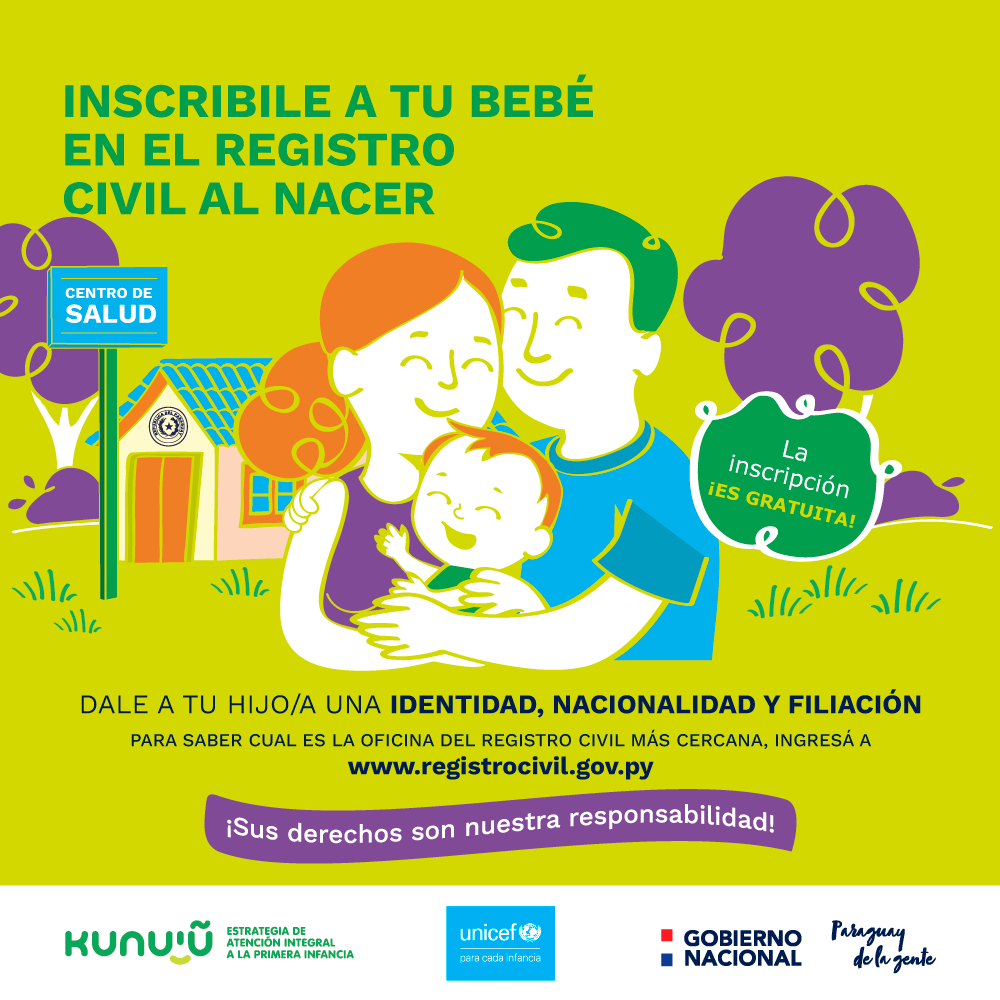 INSCRIBILE A TU BEBÉ
EN EL REGISTRO
CIVIL AL NACER
CENTRO DE
SALUD
La
inscripción
¡ES GRATUITA!
DALE A TU HIJO/A UNA IDENTIDAD, NACIONALIDAD Y FILIACIÓN
PARA SABER CUAL ES LA OFICINA DEL REGISTRO CIVIL MÁS CERCANA, INGRESÁ A
www.registrocivil.gov.py
¡Sus derechos son nuestra responsabilidad!
KUNU'Ũ
ESTRATEGIA DE
ATENCIÓN INTEGRAL
A LA PRIMERA INFANCIA
unicef
para cada infancia
GOBIERNO
NACIONAL
Paraguay
de la gente